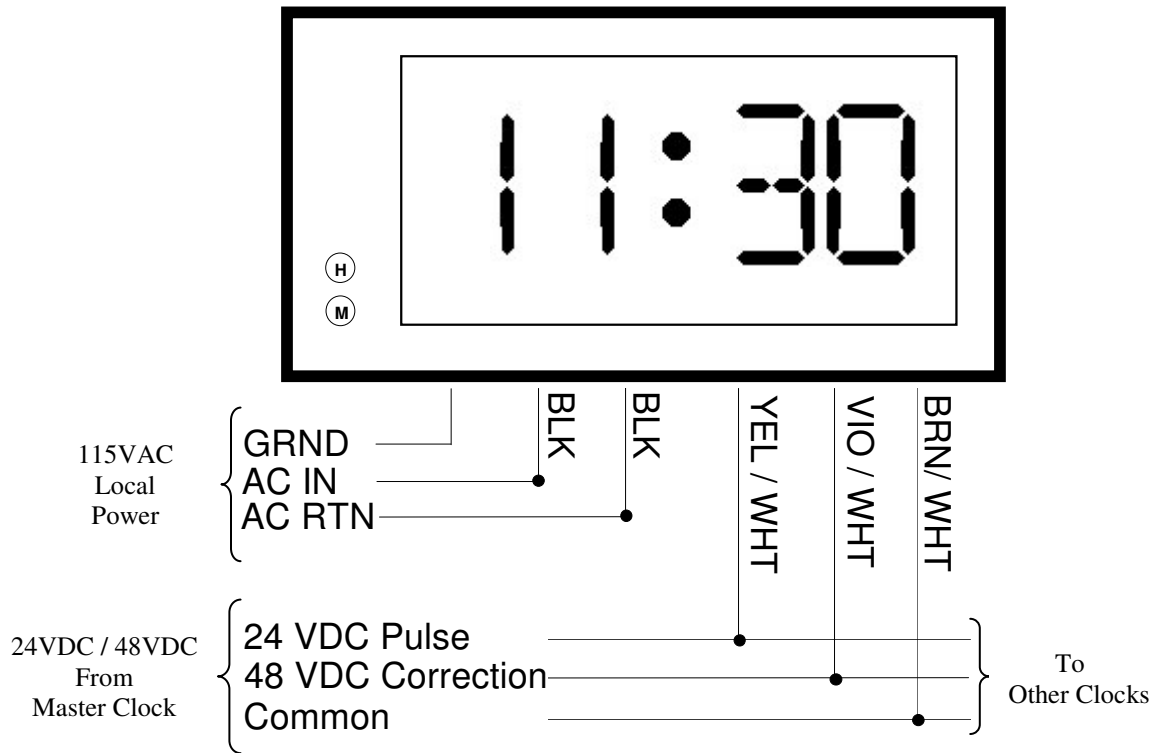 11:30
H
M
BLK
BLK
YEL / WHT
VIO / WHT
BRN/ WHT
115VAC
Local
Power
GRND
AC IN
AC RTN
24VDC / 48VDC
From
Master Clock
24 VDC Pulse
48 VDC Correction
Common
To
Other Clocks